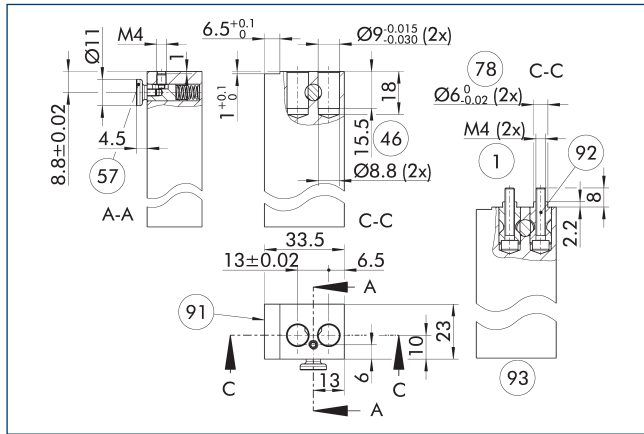 M4
Ø11
8.8±0.02
1
4.5
57
A-A
6.5 +0.1 0
Ø9 -0.015 -0.030 (2x)
1 +0.1 0
18
15.5
46
Ø8.8 (2x)
C-C
78
C-C
Ø6 0 -0.02 (2x)
M4 (2x)
1
92
8
2.2
93
33.5
13±0.02
6.5
A
91
23
10
6
C
13
C
A